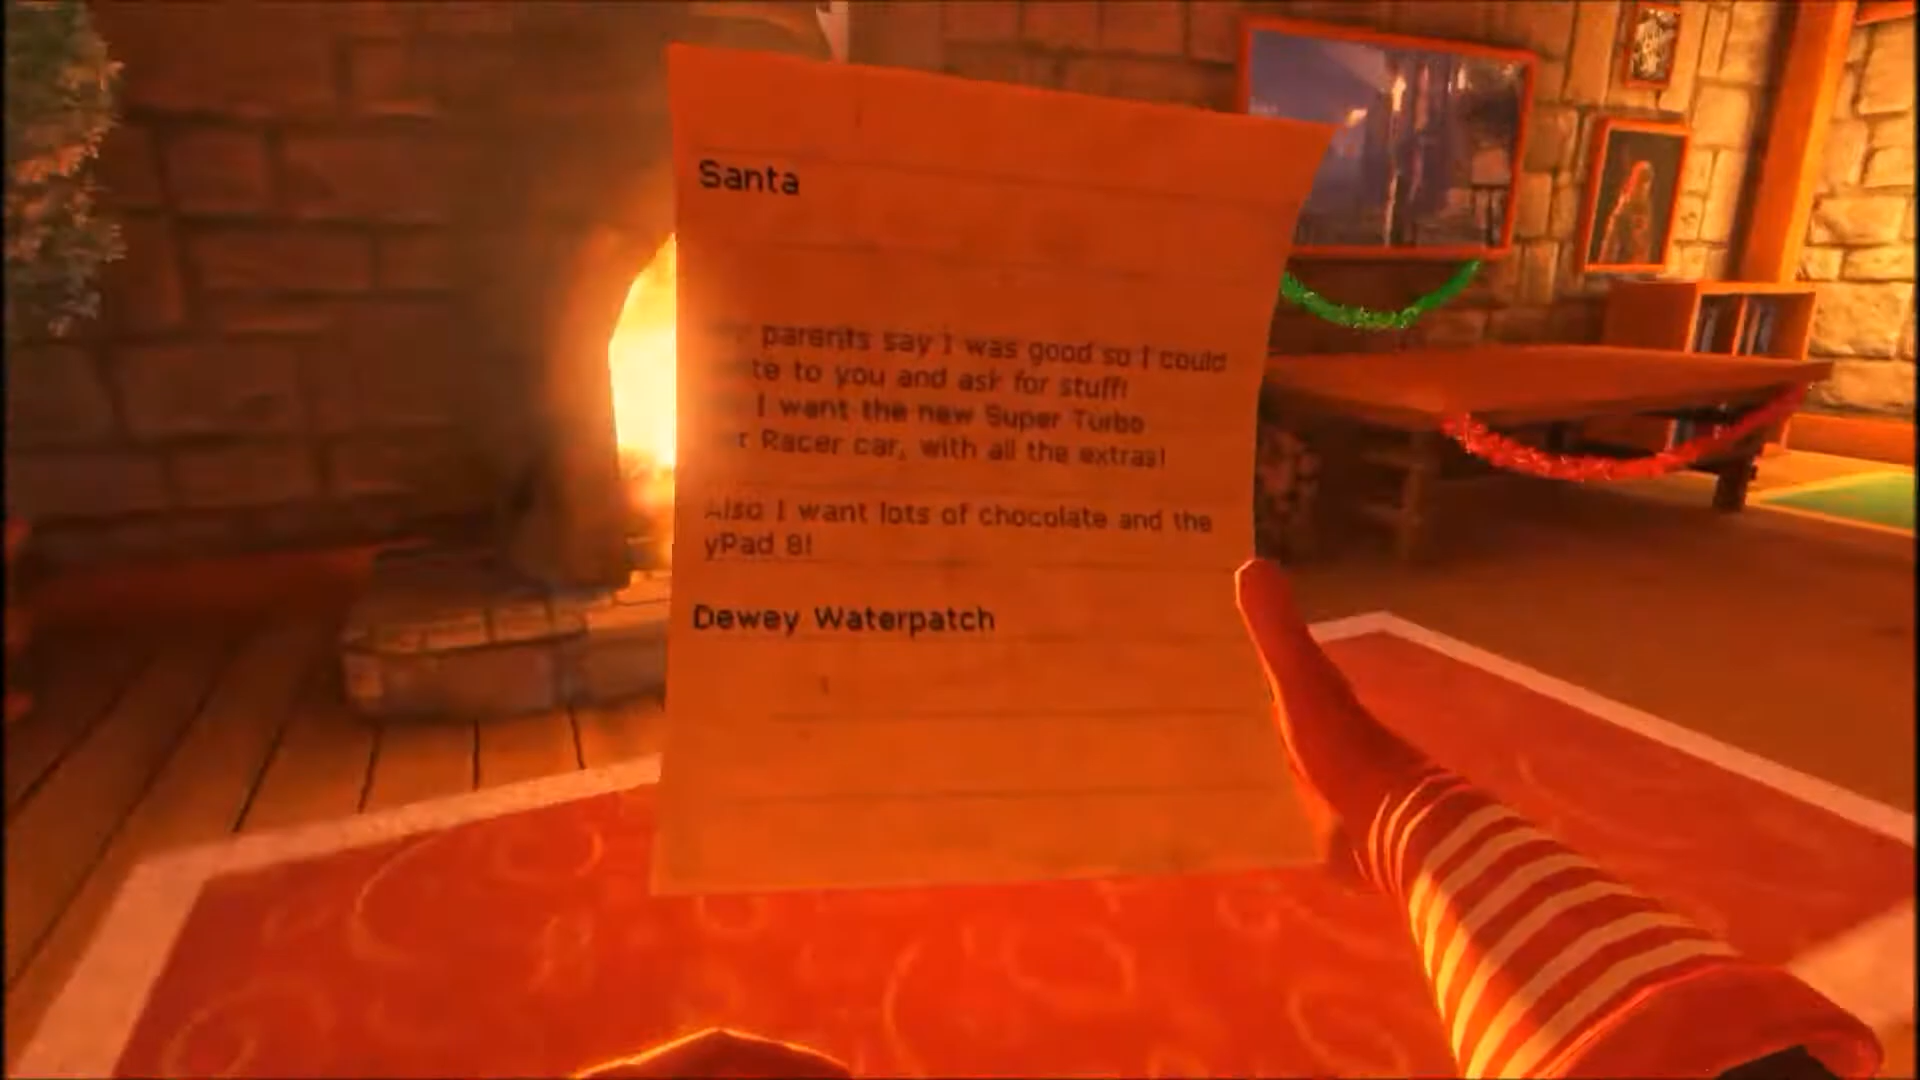 Santa
parents say I was good so I could
te to you and ask for stuff!
I want the new Super Turbo
r Racer car, with all the extras!
Also I want lots of chocolate and the
yPad 8!
Dewey Waterpatch